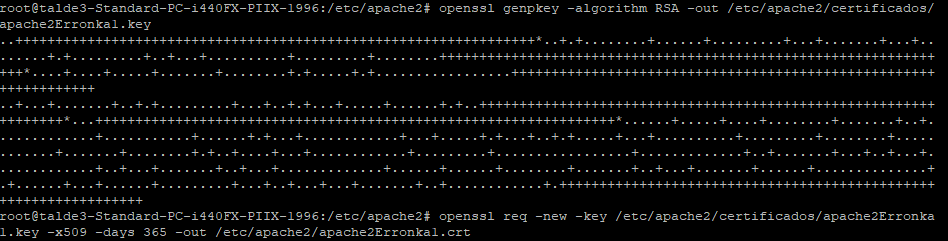 root@talde3-Standard-PC-i440FX-PIIX-1996:/etc/apache2# openssl genpkey -algorithm RSA -out /etc/apache2/certificados/
apache2Erronka1.key
..+++++++++++++++++++++++++++++++++++++++++++++++++++++++++++++++++*..+.+........+......+.........+...+.......+...+..
......+.+.........+..+...+..........+.........+........++++++++++++++++++++++++++++++++++++++++++++++++++++++++++++++
+++*....+....+.....+.......+........+.+.....+.+.................+++++++++++++++++++++++++++++++++++++++++++++++++++++
++++++++++++
..+...+.......+..+.+........+...+..+.+...+....+......+.+..+++++++++++++++++++++++++++++++++++++++++++++++++++++++++++
++++++++*...+++++++++++++++++++++++++++++++++++++++++++++++++++++++++++++++++*......+.....+....+.........+.......+..+.
............+...........+......+.+...+............+...+.....+.+...+..+.+.+.....+...+..........+.........+.......+....
.......+.......+........+.+..+...+....+..........+.........+..................+..............+..+.......+...+..+...+.
...........+...+....+...+.......+..+.+......+....+......+......+.......+........+....+...+......+.......+..........+..
.+......+...+...+.....+...+...+.......+..+............+.+++++++++++++++++++++++++++++++++++++++++++++++++++++++++++++
++++++++++++++++++
root@talde3-Standard-PC-i440FX-PIIX-1996:/etc/apache2# openssl req -new -key /etc/apache2/certificados/apache2Erronka
1.key -x509 -days 365 -out /etc/apache2/apache2Erronka1.crt